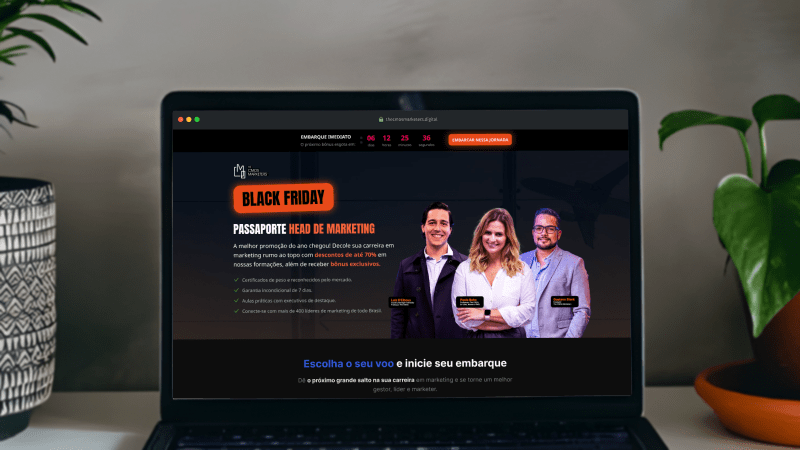 theunicmarketers.digital
EMBARQUE IMEDIATO
O próximo bônus esgota em:
06 12 25 36
dias horas minutos segundos
EMBARCAR NESSA JORNADA
BLACK FRIDAY
PASSAPORTE HEAD DE MARKETING
A melhor promoção do ano chegou! Decole sua carreira em
marketing rumo ao topo com descontos de até 70% em
nossas formações, além de receber bônus exclusivos.
Certificados de peso e reconhecidos pelo mercado.
Garantia incondicional de 7 dias.
Aulas práticas com executivos de destaque.
Conecte-se com mais de 400 líderes de marketing de todo Brasil
Escolha o seu voo e inicie seu embarque
Dê o próximo grande salto na sua carreira em marketing e se torne um melhor
gestor, líder e marketer.